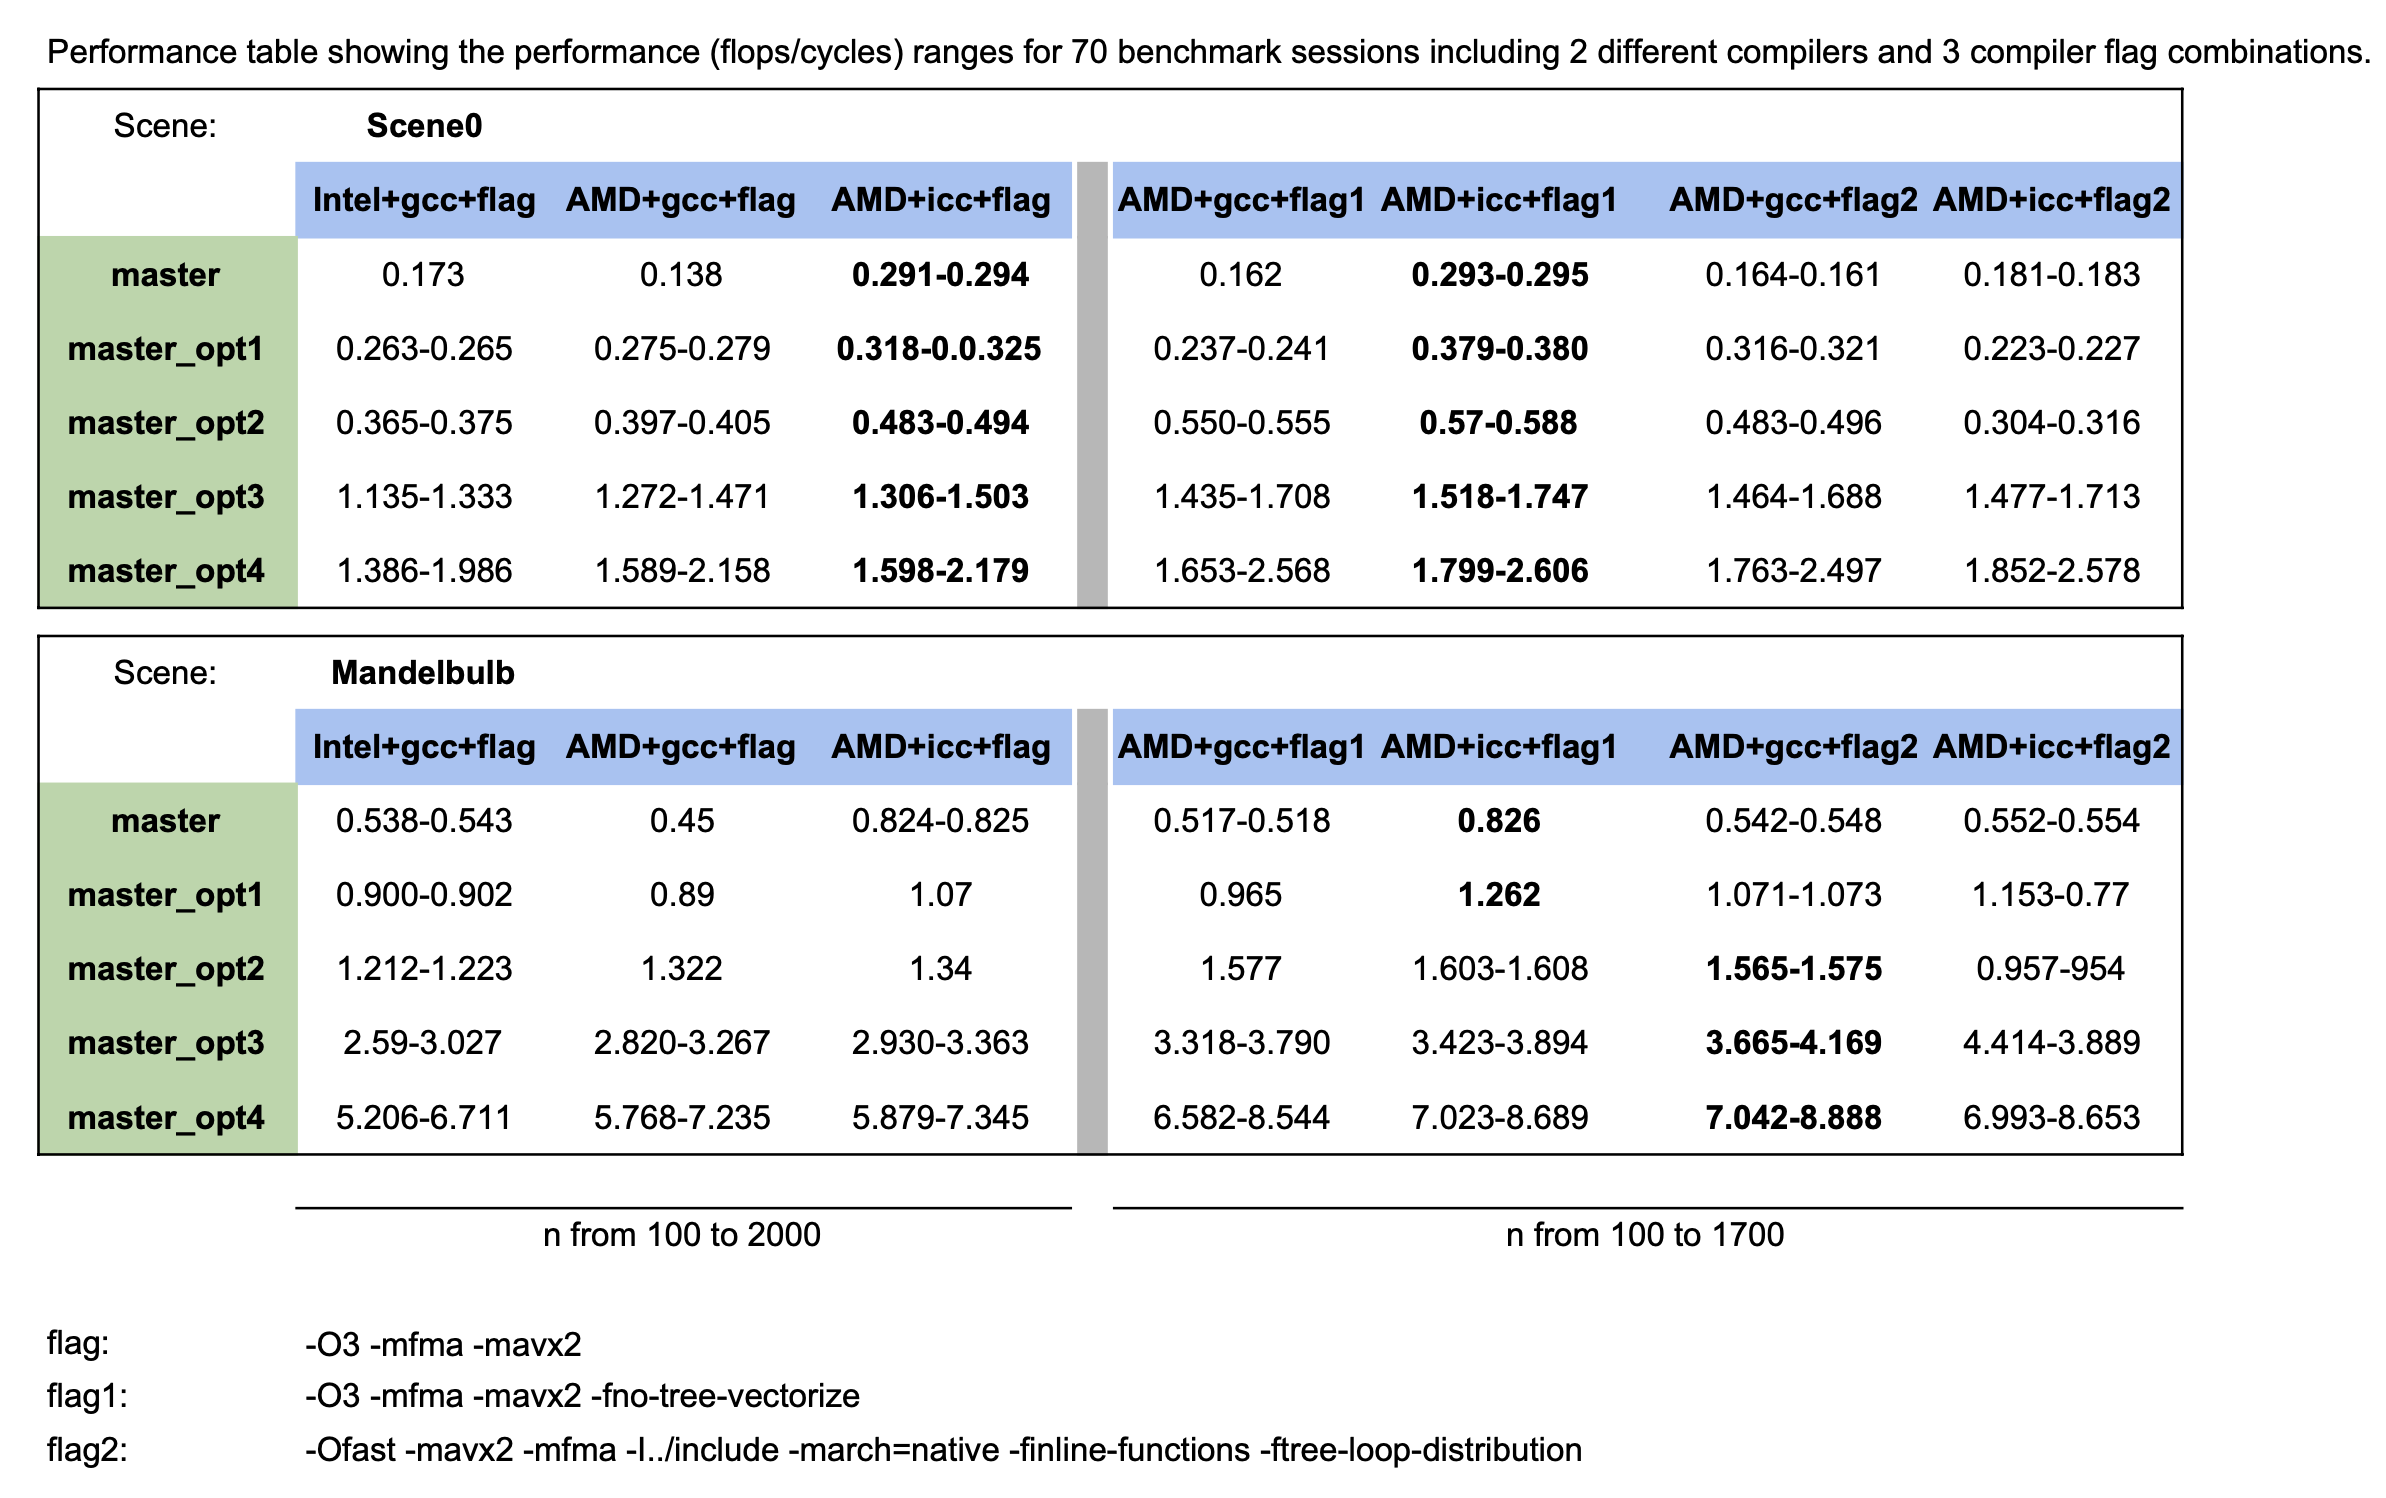 Performance table showing the performance (flops/cycles) ranges for 70 benchmark sessions including 2 different compilers and 3 compiler flag combinations.
Scene: Scene0
Intel+gcc+flag AMD+gcc+flag AMD+icc+flag AMD+gcc+flag1 AMD+icc+flag1 AMD+gcc+flag2 AMD+icc+flag2
master 0.173 0.138 0.291-0.294 0.162 0.293-0.295 0.164-0.161 0.181-0.183
master_opt1 0.263-0.265 0.275-0.279 0.318-0.0.325 0.237-0.241 0.379-0.380 0.316-0.321 0.223-0.227
master_opt2 0.365-0.375 0.397-0.405 0.483-0.494 0.550-0.555 0.57-0.588 0.483-0.496 0.304-0.316
master_opt3 1.135-1.333 1.272-1.471 1.306-1.503 1.435-1.708 1.518-1.747 1.464-1.688 1.477-1.713
master_opt4 1.386-1.986 1.589-2.158 1.598-2.179 1.653-2.568 1.799-2.606 1.763-2.497 1.852-2.578
Scene: Mandelbulb
Intel+gcc+flag AMD+gcc+flag AMD+icc+flag AMD+gcc+flag1 AMD+icc+flag1 AMD+gcc+flag2 AMD+icc+flag2
master 0.538-0.543 0.45 0.824-0.825 0.517-0.518 0.826 0.542-0.548 0.552-0.554
master_opt1 0.900-0.902 0.89 1.07 0.965 1.262 1.071-1.073 1.153-0.77
master_opt2 1.212-1.223 1.322 1.34 1.577 1.603-1.608 1.565-1.575 0.957-954
master_opt3 2.59-3.027 2.820-3.267 2.930-3.363 3.318-3.790 3.423-3.894 3.665-4.169 4.414-3.889
master_opt4 5.206-6.711 5.768-7.235 5.879-7.345 6.582-8.544 7.023-8.689 7.042-8.888 6.993-8.653
n from 100 to 2000 n from 100 to 1700
flag: -O3 -mfma -mavx2
flag1: -O3 -mfma -mavx2 -fno-tree-vectorize
flag2: -Ofast -mavx2 -mfma -I../include -march=native -finline-functions -ftree-loop-distribution